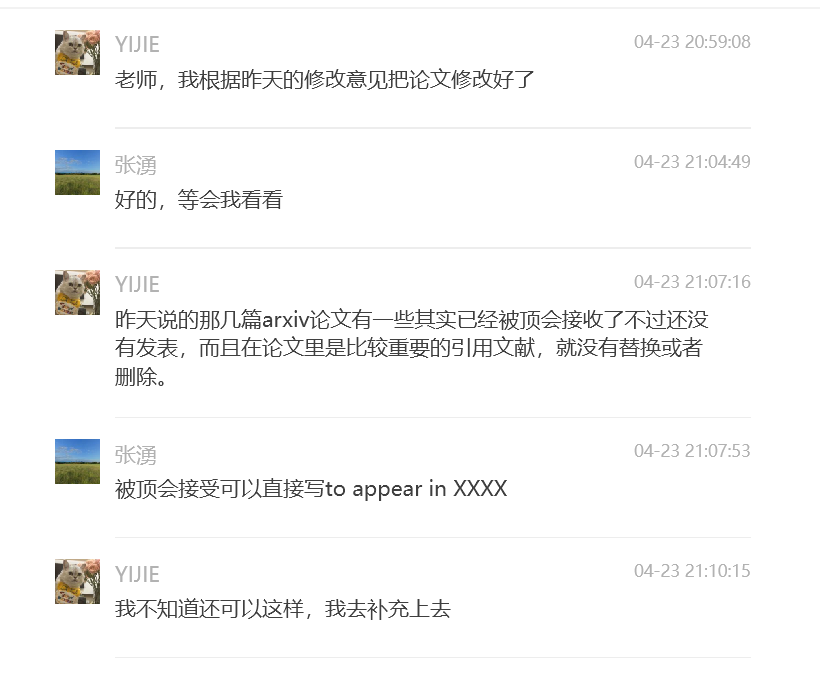 YIJIE
04-23 20:59:08
老师，我根据昨天的修改意见把论文修改好了
张湧
04-23 21:04:49
好的，等会我看看
YIJIE
04-23 21:07:16
昨天说的那几篇arxiv论文有一些其实已经被顶会接收了不过还没
有发表，而且在论文里是比较重要的引用文献，就没有替换或者
删除。
张湧
04-23 21:07:53
被顶会接受可以直接写to appear in XXXX
YIJIE
04-23 21:10:15
我不知道还可以这样，我去补充上去